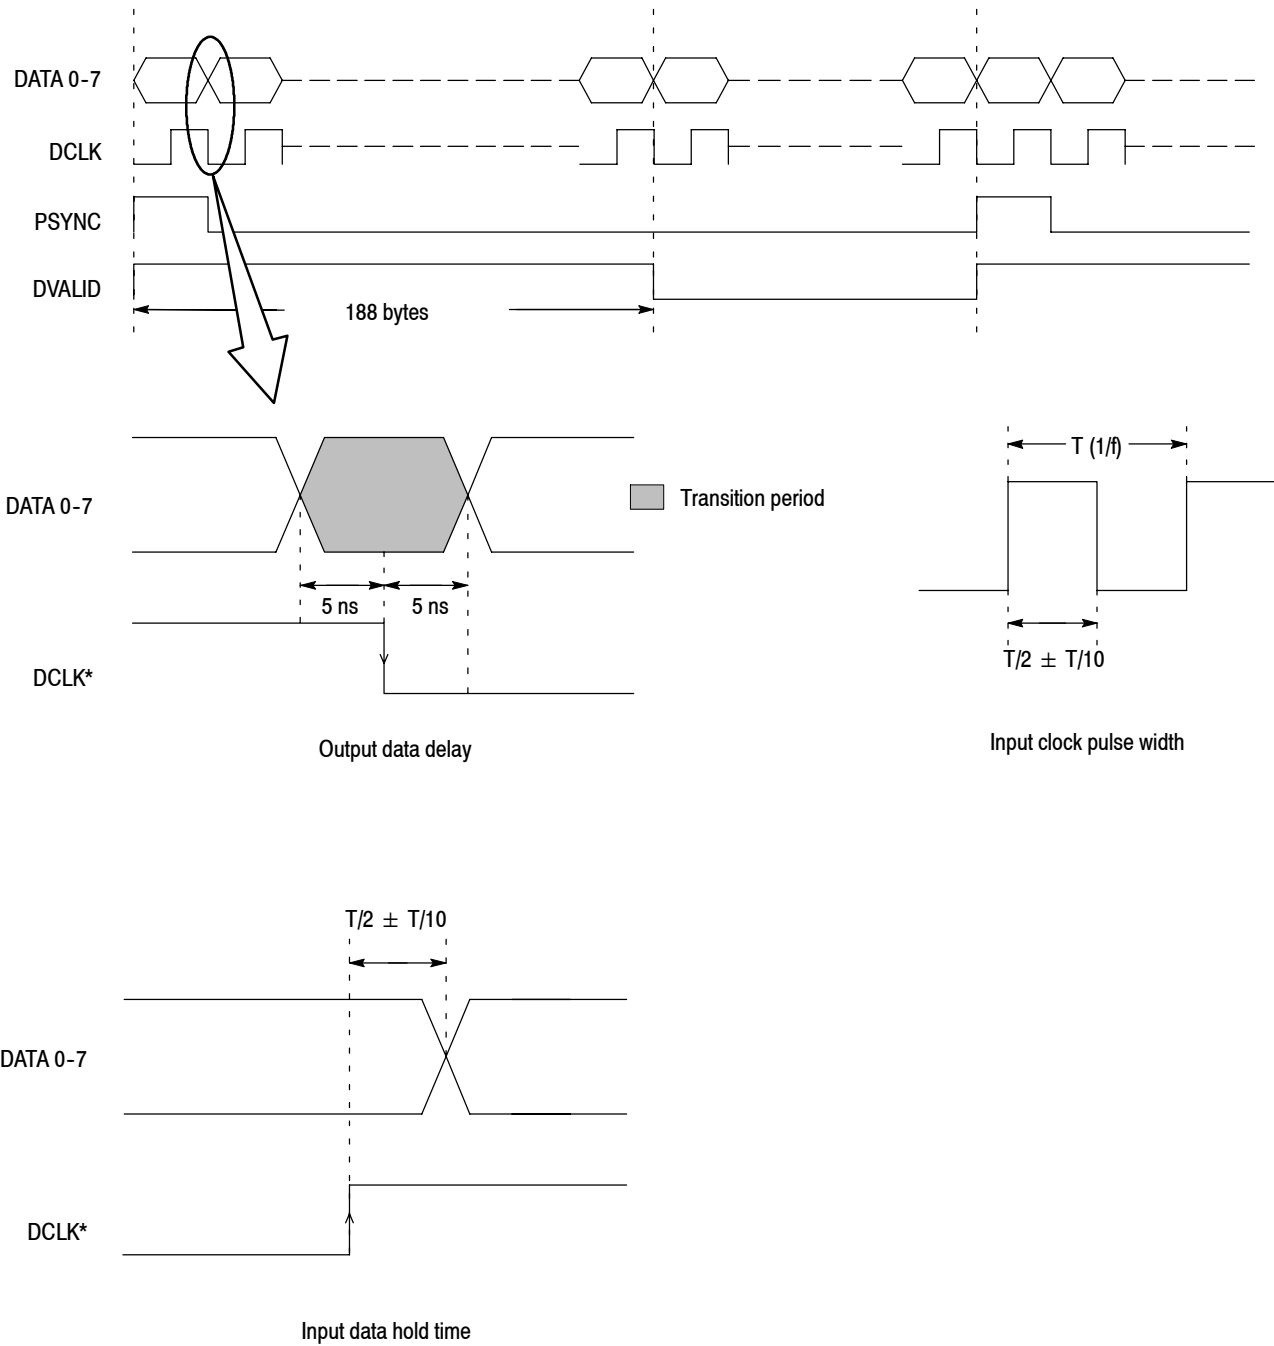 DATA 0-7
DCLK
PSYNC
DVALID
188 bytes
T (1/f)
DATA 0-7
Transition period
5 ns 5 ns
T/2 ± T/10
DCLK*
Output data delay
Input clock pulse width
T/2 ± T/10
DATA 0-7
DCLK*
Input data hold time